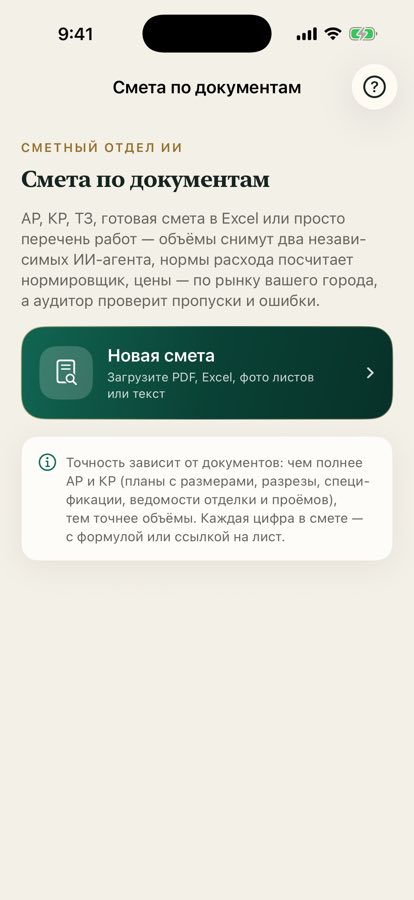 9:41
Смета по документам
?
СМЕТНЫЙ ОТДЕЛ ИИ
Смета по документам
АР, КР, ТЗ, готовая смета в Excel или просто
перечень работ — объёмы снимут два незави-
симых ИИ-агента, нормы расхода посчитает
нормировщик, цены — по рынку вашего города,
а аудитор проверит пропуски и ошибки.
Новая смета
Загрузите PDF, Excel, фото листов
или текст
Точность зависит от документов: чем полнее
АР и КР (планы с размерами, разрезы, специ-
фикации, ведомости отделки и проёмов),
тем точнее объёмы. Каждая цифра в смете —
с формулой или ссылкой на лист.